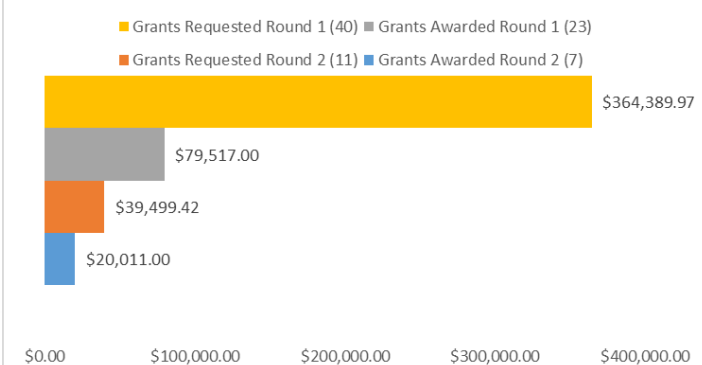 Grants Requested Round 1 (40) Grants Awarded Round 1 (23)
Grants Requested Round 2 (11) Grants Awarded Round 2 (7)
$364,389.97
$79,517.00
$39,499.42
$20,011.00
$0.00 $100,000.00 $200,000.00 $300,000.00 $400,000.00